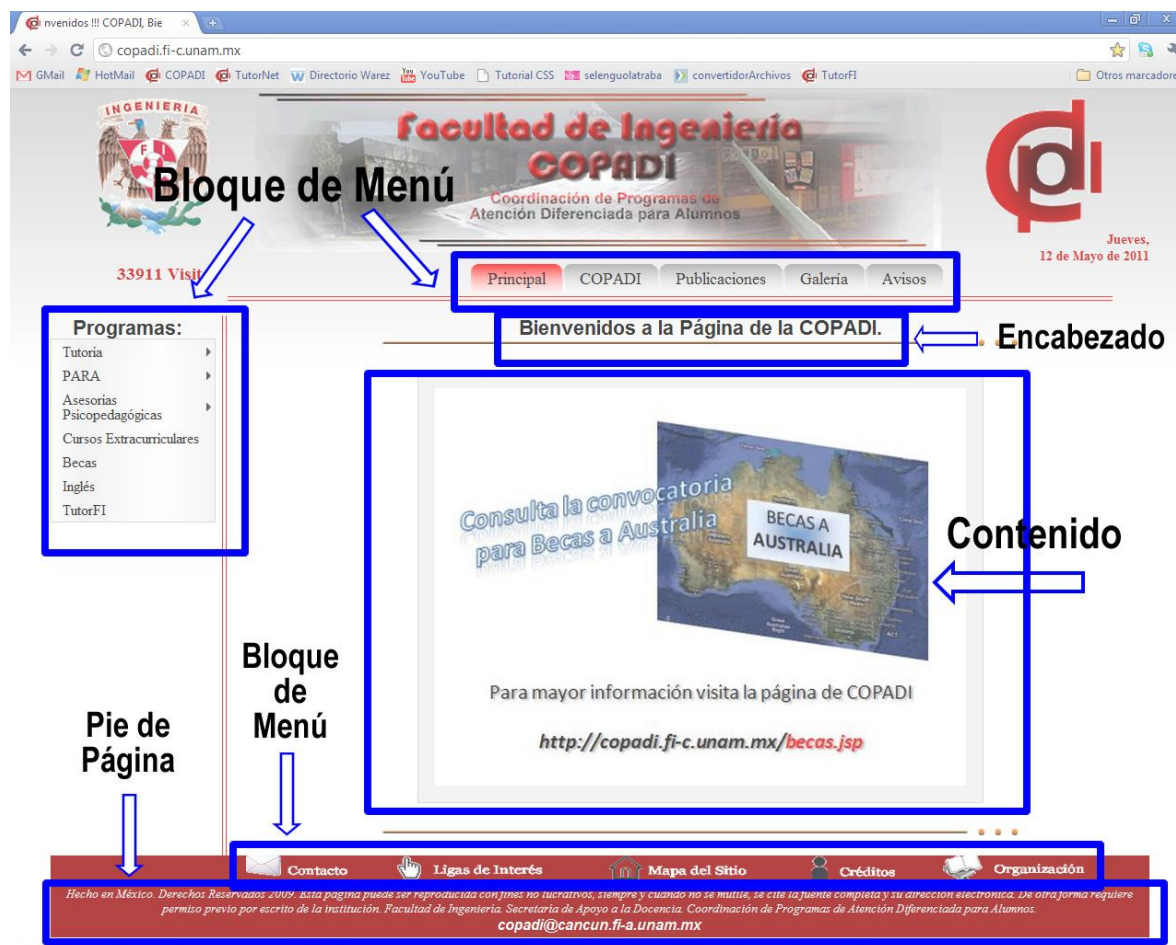 nvenidos !!! COPADI, Bie
copadi.fi-c.unam.mx
GMail HotMail COPADI TutorNet Directorio Warez YouTube Tutorial CSS selenguolatraba convertidorArchivos TutorFI Otros marcadore
INGENIERIA
FI
Facultad de Ingeniería
COPADI
Coordinación de Programas de
Atención Diferenciada para Alumnos
cpdi
Bloque de Menú
Jueves,
12 de Mayo de 2011
33911 Visit
Principal COPADI Publicaciones Galería Avisos
Programas:
Tutoria
PARA
Asesorias
Psicopedagógicas
Cursos Extracurriculares
Becas
Inglés
TutorFI
Bienvenidos a la Página de la COPADI.
Encabezado
Consulta la convocatoria
para Becas a Australia
BECAS A
AUSTRALIA
Contenido
Para mayor información visita la página de COPADI
http://copadi.fi-c.unam.mx/becas.jsp
Bloque
de
Menú
Pie de
Página
Contacto Ligas de Interés Mapa del Sitio Créditos Organización
Hecho en México. Derechos Reservados 2009. Esta página puede ser reproducida con fines no lucrativos, siempre y cuando no se mutile, se cite la fuente completa y su dirección electrónica. De otra forma requiere
permiso previo por escrito de la institución. Facultad de Ingeniería. Secretaría de Apoyo a la Docencia. Coordinación de Programas de Atención Diferenciada para Alumnos.
copadi@cancun.fi-a.unam.mx